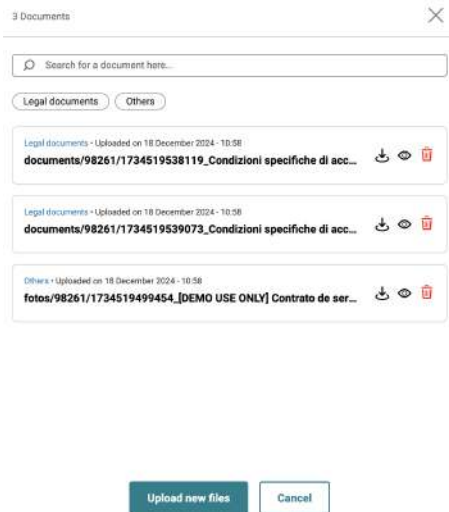 3 Documents
Search for a document here...
Legal documents Others
Legal documents • Uploaded on 18 December 2024 - 10:58
documents/98261/1734519538119_Condizioni specifiche di acc...
Legal documents • Uploaded on 18 December 2024 - 10:58
documents/98261/1734519539073_Condizioni specifiche di acc...
Others • Uploaded on 18 December 2024 - 10:58
fotos/98261/1734519499454_[DEMO USE ONLY] Contrato de ser...
Upload new files Cancel